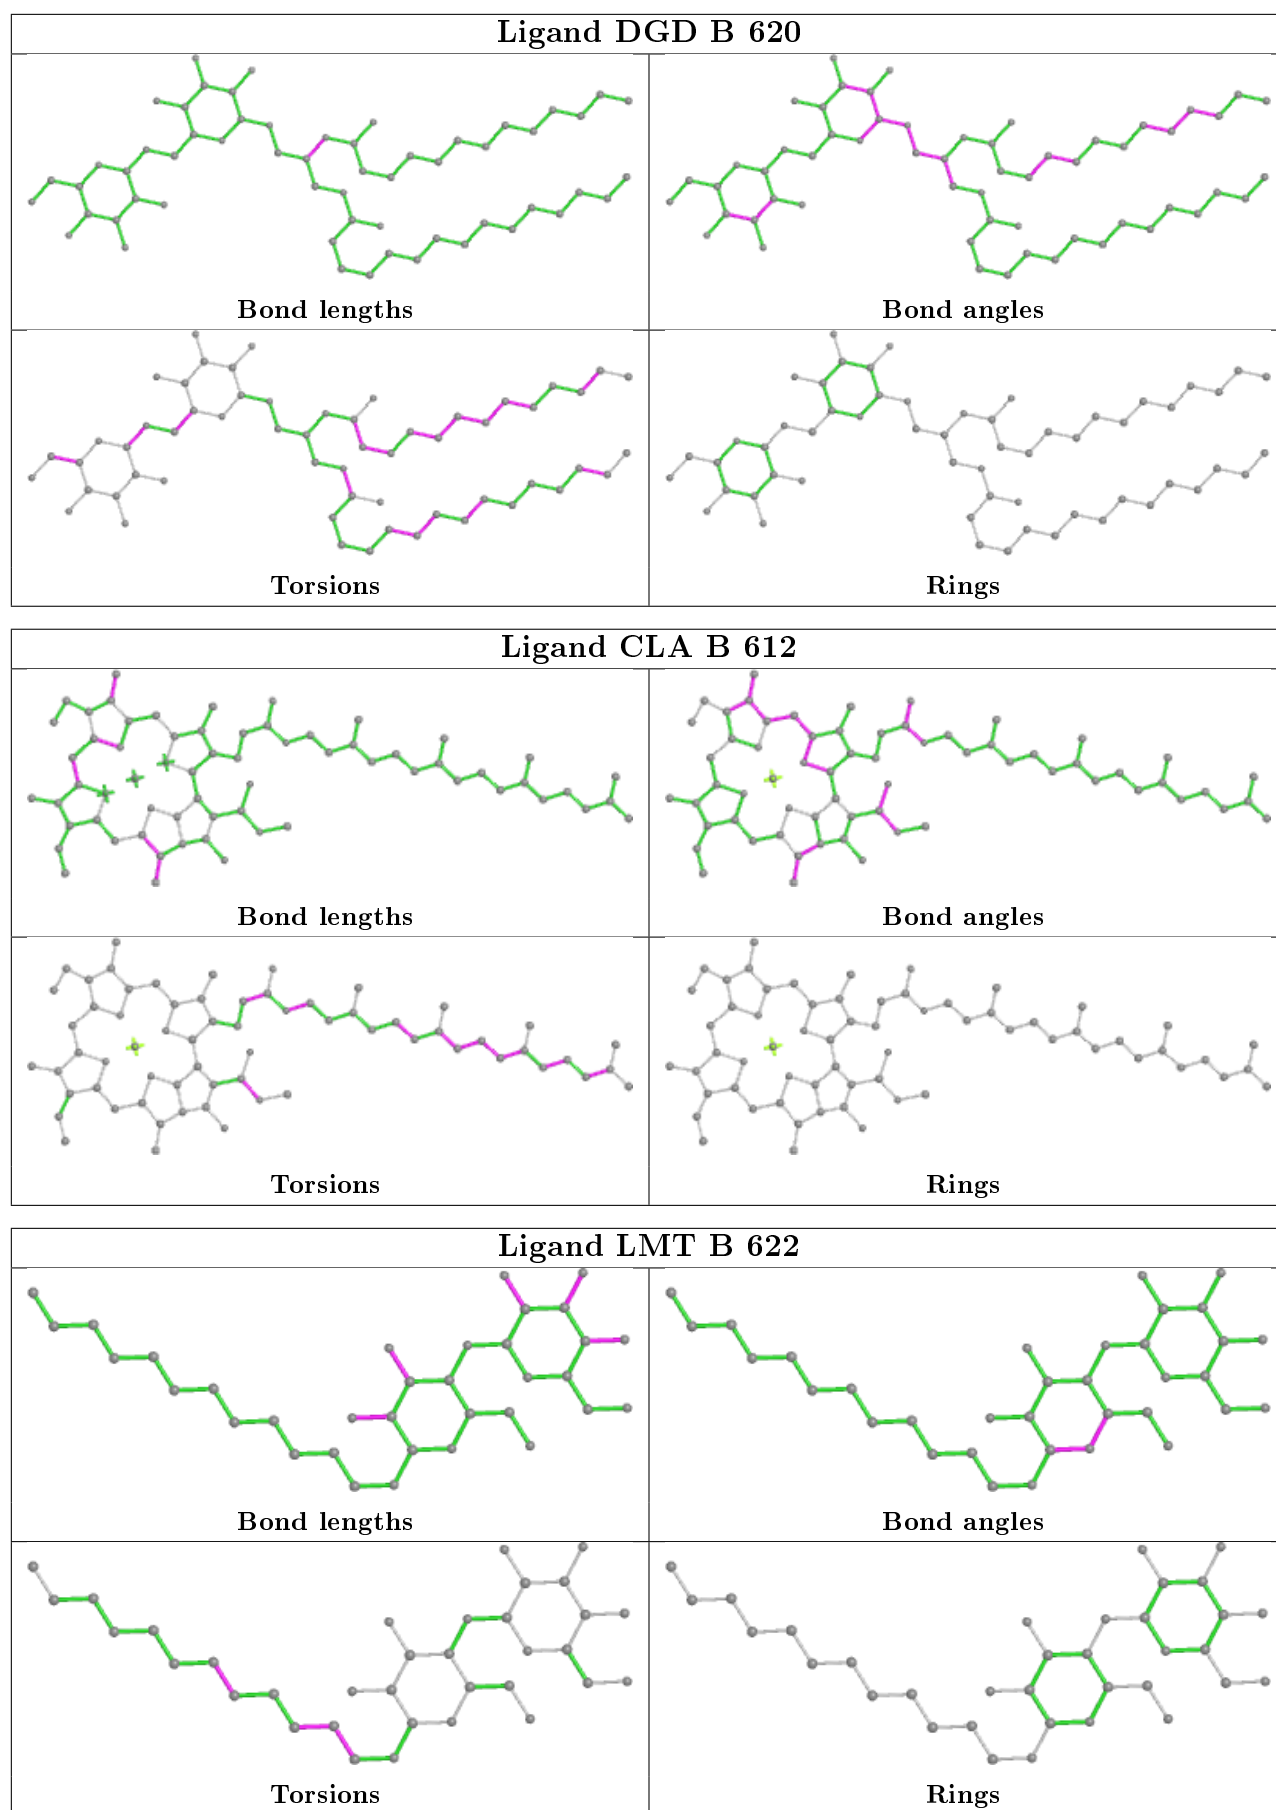 Ligand DGD B 620
Bond lengths
Bond angles
Torsions
Rings
Ligand CLA B 612
Bond lengths
Bond angles
Torsions
Rings
Ligand LMT B 622
Bond lengths
Bond angles
Torsions
Rings